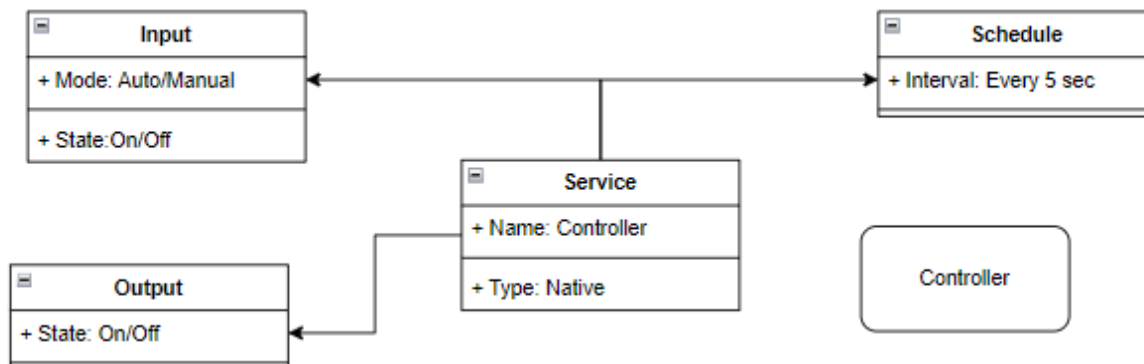 Input
+ Mode: Auto/Manual
+ State:On/Off
Schedule
+ Interval: Every 5 sec
Service
+ Name: Controller
+ Type: Native
Controller
Output
+ State: On/Off